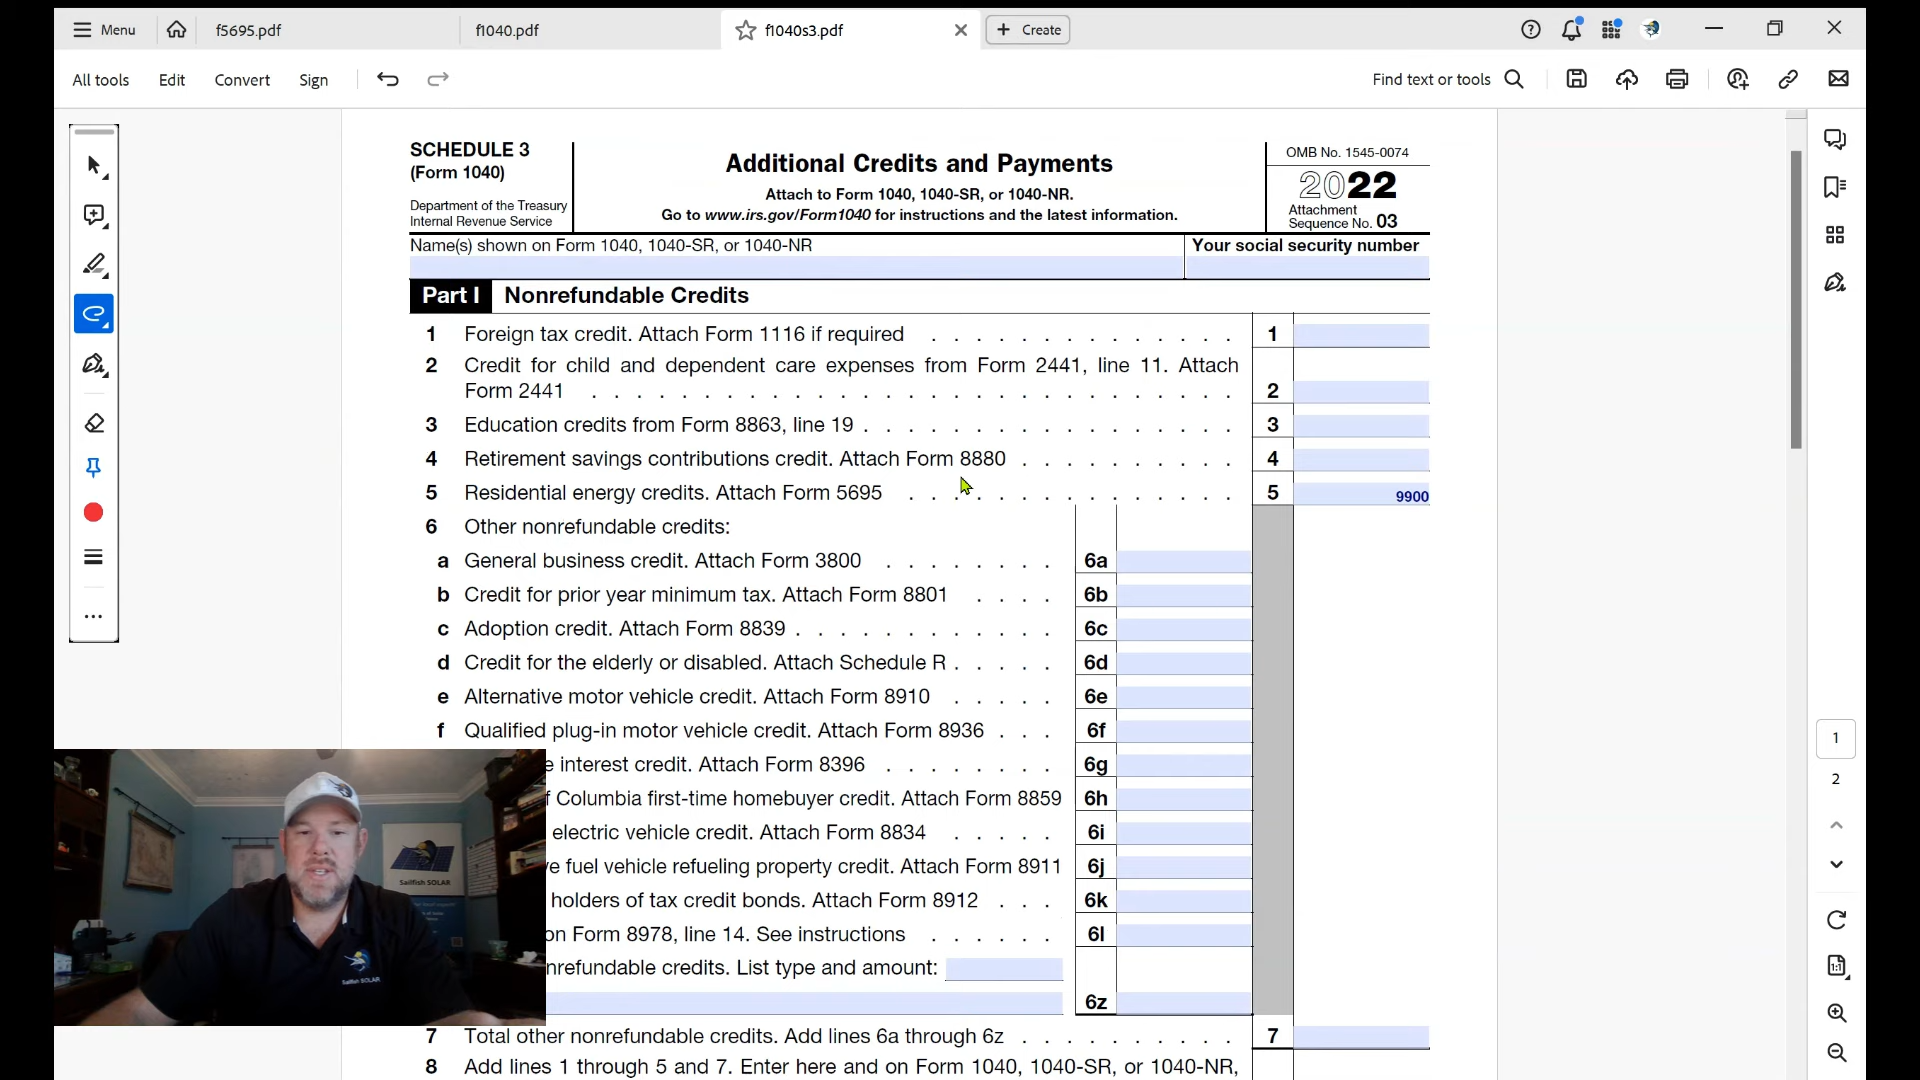 Menu
f5695.pdf
f1040.pdf
f1040s3.pdf
Create
All tools
Edit
Convert
Sign
Find text or tools
SCHEDULE 3
(Form 1040)
Department of the Treasury
Internal Revenue Service
Additional Credits and Payments
Attach to Form 1040, 1040-SR, or 1040-NR.
Go to www.irs.gov/Form1040 for instructions and the latest information.
OMB No. 1545-0074
2022
Attachment
Sequence No. 03
Name(s) shown on Form 1040, 1040-SR, or 1040-NR
Your social security number
Part I Nonrefundable Credits
1 Foreign tax credit. Attach Form 1116 if required . . . . . . . . . . . . . 1
2 Credit for child and dependent care expenses from Form 2441, line 11. Attach
Form 2441 . . . . . . . . . . . . . . . . . . . . . . . . 2
3 Education credits from Form 8863, line 19 . . . . . . . . . . . . . . . . . 3
4 Retirement savings contributions credit. Attach Form 8880 . . . . . . . . . . 4
5 Residential energy credits. Attach Form 5695 . . . . . . . . . . . . . . 5 9900
6 Other nonrefundable credits:
a General business credit. Attach Form 3800 . . . . . . . . 6a
b Credit for prior year minimum tax. Attach Form 8801 . . . . 6b
c Adoption credit. Attach Form 8839 . . . . . . . . . . . . 6c
d Credit for the elderly or disabled. Attach Schedule R . . . . . 6d
e Alternative motor vehicle credit. Attach Form 8910 . . . . . 6e
f Qualified plug-in motor vehicle credit. Attach Form 8936 . . . 6f
e interest credit. Attach Form 8396 . . . . . . . . 6g
f Columbia first-time homebuyer credit. Attach Form 8859 6h
electric vehicle credit. Attach Form 8834 . . . . . 6i
e fuel vehicle refueling property credit. Attach Form 8911 6j
holders of tax credit bonds. Attach Form 8912 . . . 6k
on Form 8978, line 14. See instructions . . . . . . 6l
nrefundable credits. List type and amount:
6z
7 Total other nonrefundable credits. Add lines 6a through 6z . . . . . . . . . . 7
8 Add lines 1 through 5 and 7. Enter here and on Form 1040, 1040-SR, or 1040-NR,
1
2
Sailfish SOLAR
Sailfish SOLAR